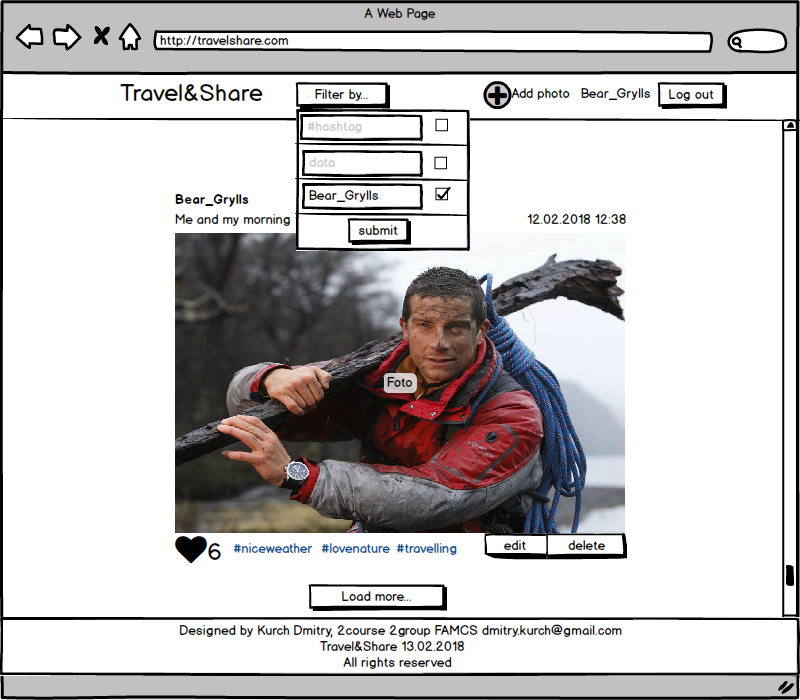 A Web Page
http://travelshare.com
Travel&Share
Filter by...
Add photo
Bear_Grylls
Log out
#hashtag
data
Bear_Grylls
submit
Bear_Grylls
Me and my morning
12.02.2018 12:38
Foto
6
#niceweather #lovenature #travelling
edit
delete
Load more...
Designed by Kurch Dmitry, 2course 2group FAMCS dmitry.kurch@gmail.com
Travel&Share 13.02.2018
All rights reserved